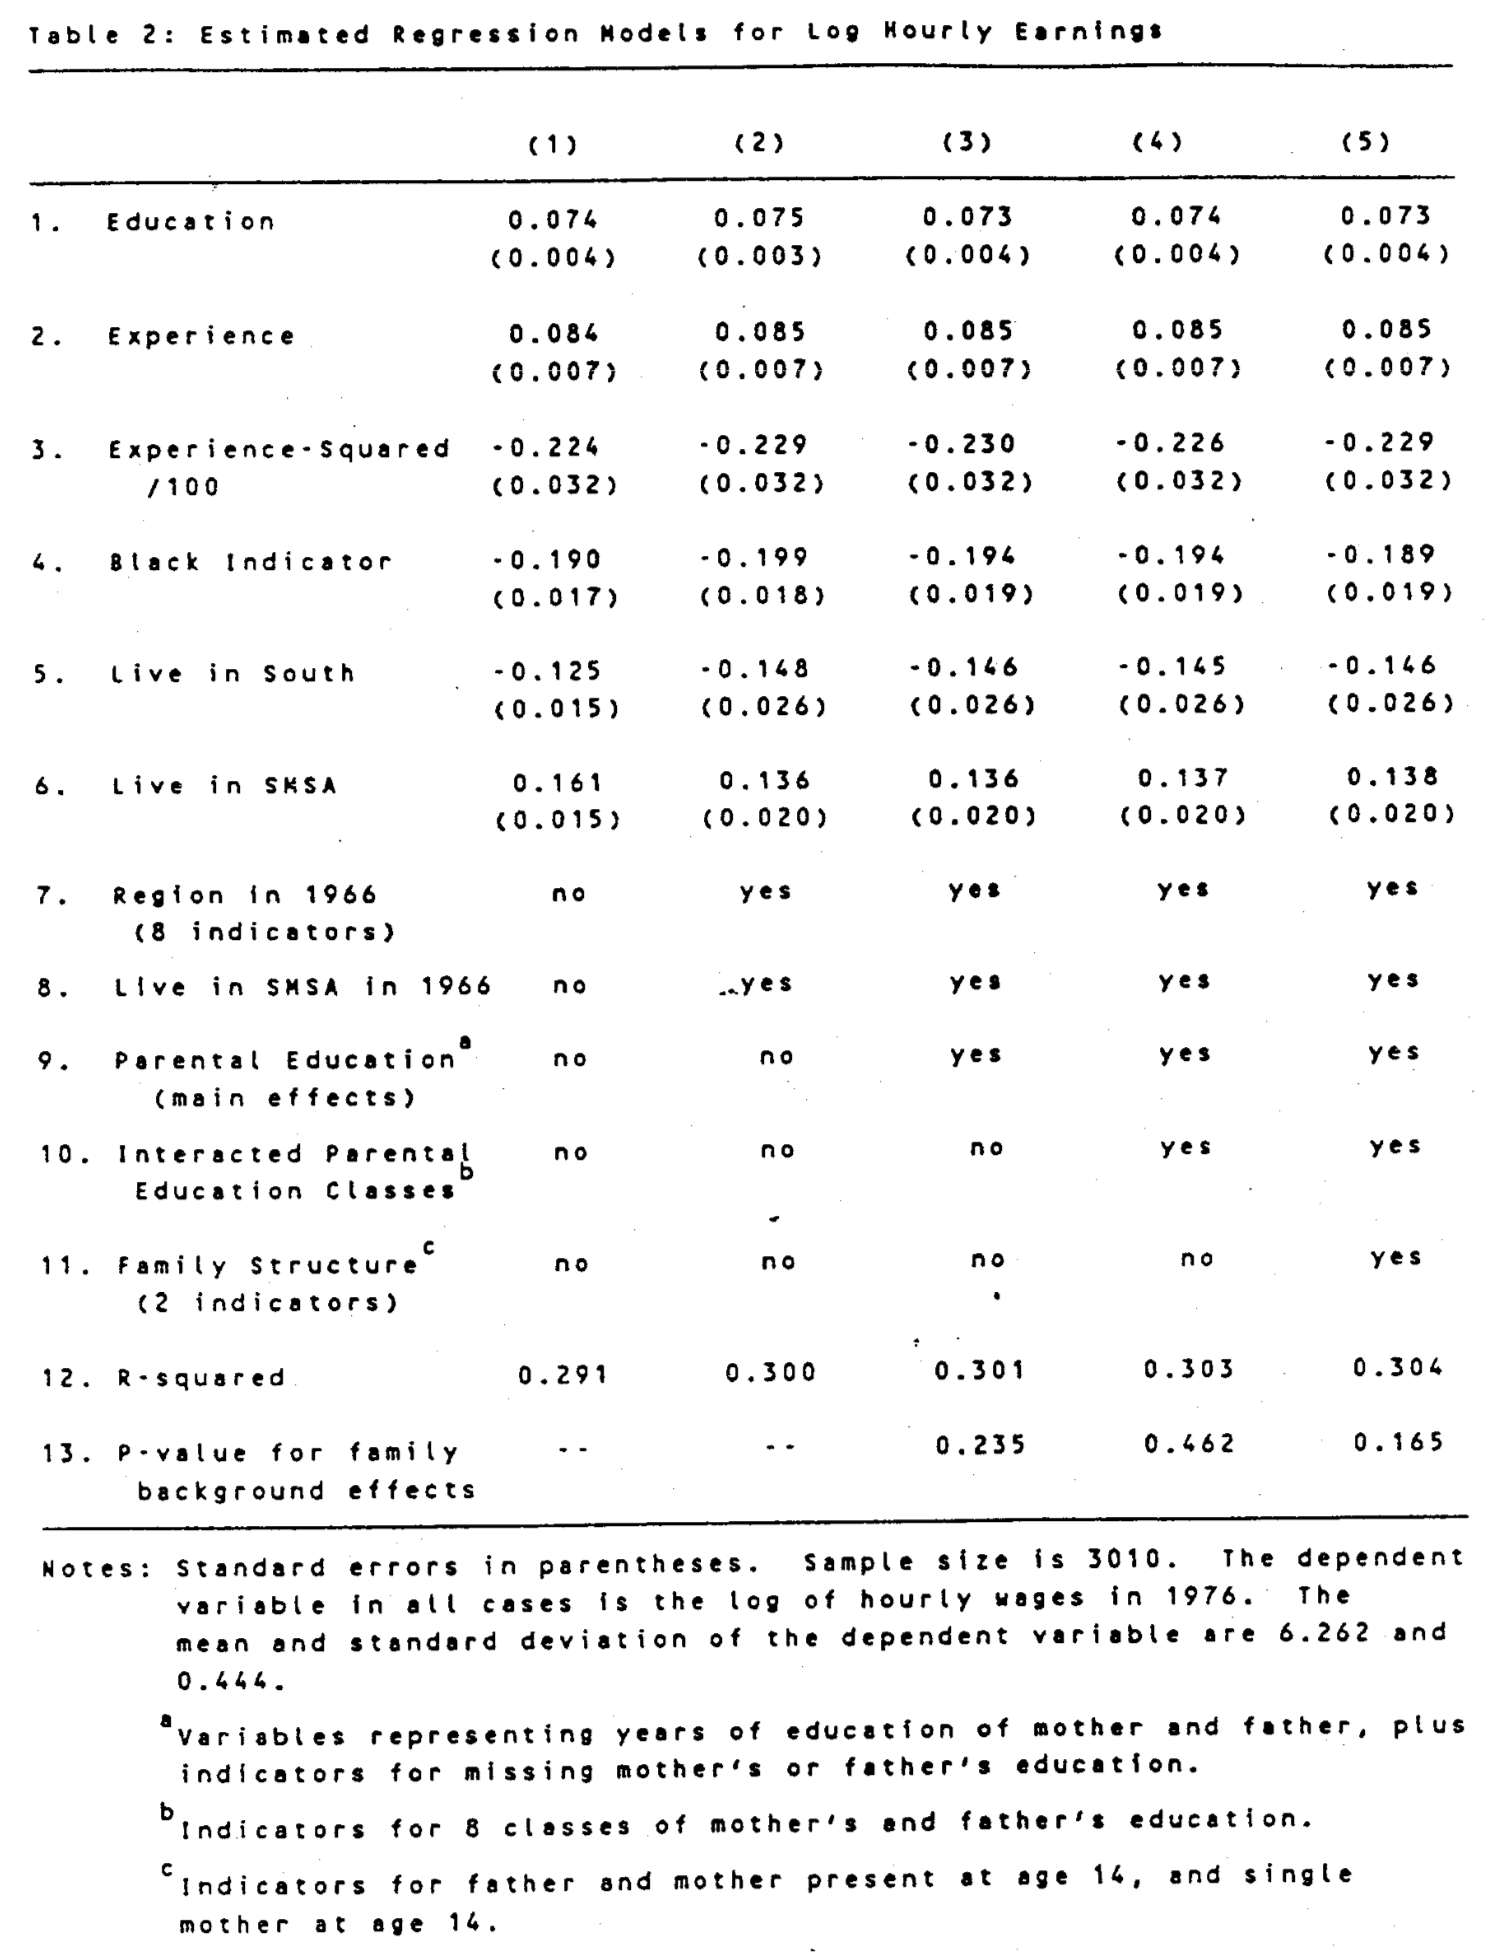 Table 2: Estimated Regression Models for Log Hourly Earnings
(1) (2) (3) (4) (5)
1. Education 0.074 0.075 0.073 0.074 0.073
(0.004) (0.003) (0.004) (0.004) (0.004)
2. Experience 0.084 0.085 0.085 0.085 0.085
(0.007) (0.007) (0.007) (0.007) (0.007)
3. Experience-Squared -0.224 -0.229 -0.230 -0.226 -0.229
/100 (0.032) (0.032) (0.032) (0.032) (0.032)
4. Black Indicator -0.190 -0.199 -0.194 -0.194 -0.189
(0.017) (0.018) (0.019) (0.019) (0.019)
5. Live in South -0.125 -0.148 -0.146 -0.145 -0.146
(0.015) (0.026) (0.026) (0.026) (0.026)
6. Live in SMSA 0.161 0.136 0.136 0.137 0.138
(0.015) (0.020) (0.020) (0.020) (0.020)
7. Region in 1966 no yes yes yes yes
(8 indicators)
8. Live in SMSA in 1966 no yes yes yes yes
9. Parental Education a no no yes yes yes
(main effects)
10. Interacted Parental no no no yes yes
Education Classes b
11. Family Structure c no no no no yes
(2 indicators)
12. R-squared 0.291 0.300 0.301 0.303 0.304
13. P-value for family -- -- 0.235 0.462 0.165
background effects
Notes: Standard errors in parentheses. Sample size is 3010. The dependent
variable in all cases is the log of hourly wages in 1976. The
mean and standard deviation of the dependent variable are 6.262 and
0.444.
a Variables representing years of education of mother and father, plus
indicators for missing mother's or father's education.
b Indicators for 8 classes of mother's and father's education.
c Indicators for father and mother present at age 14, and single
mother at age 14.